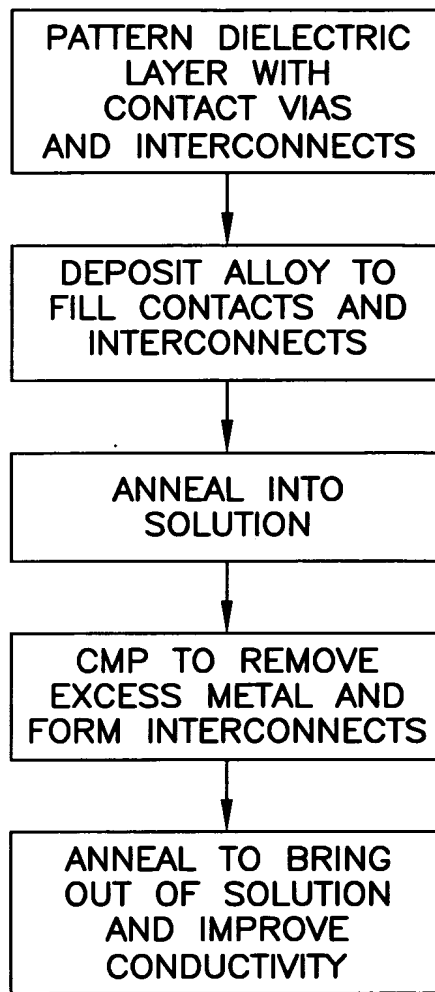 PATTERN DIELECTRIC
LAYER WITH
CONTACT VIAS
AND INTERCONNECTS
DEPOSIT ALLOY TO
FILL CONTACTS AND
INTERCONNECTS
ANNEAL INTO
SOLUTION
CMP TO REMOVE
EXCESS METAL AND
FORM INTERCONNECTS
ANNEAL TO BRING
OUT OF SOLUTION
AND IMPROVE
CONDUCTIVITY